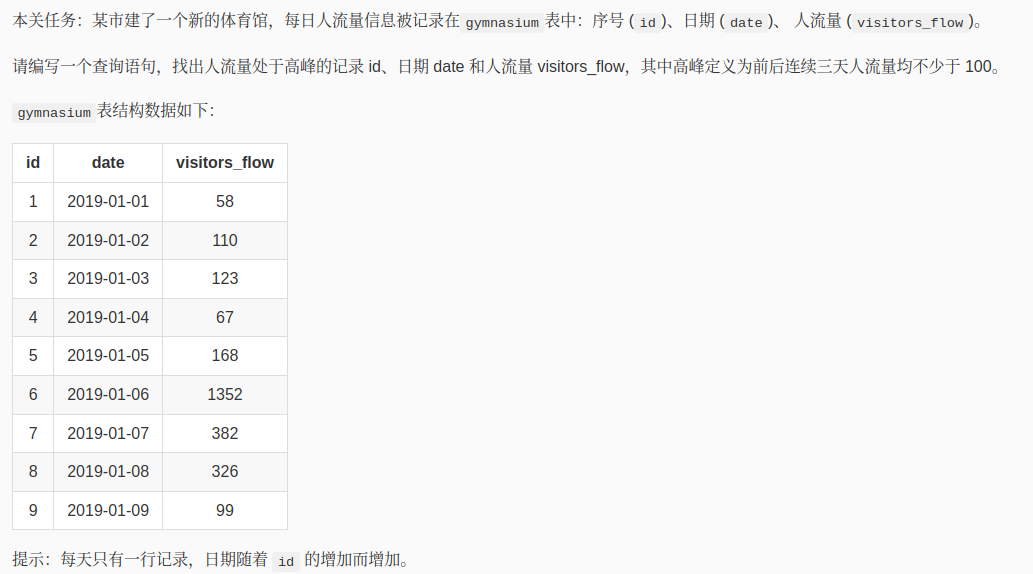 本关任务：某市建了一个新的体育馆，每日人流量信息被记录在 gymnasium 表中：序号 ( id )、日期 ( date )、 人流量 ( visitors_flow )。
请编写一个查询语句，找出人流量处于高峰的记录 id、日期 date 和人流量 visitors_flow，其中高峰定义为前后连续三天人流量均不少于 100。
gymnasium 表结构数据如下：
id date visitors_flow
1 2019-01-01 58
2 2019-01-02 110
3 2019-01-03 123
4 2019-01-04 67
5 2019-01-05 168
6 2019-01-06 1352
7 2019-01-07 382
8 2019-01-08 326
9 2019-01-09 99
提示：每天只有一行记录，日期随着 id 的增加而增加。